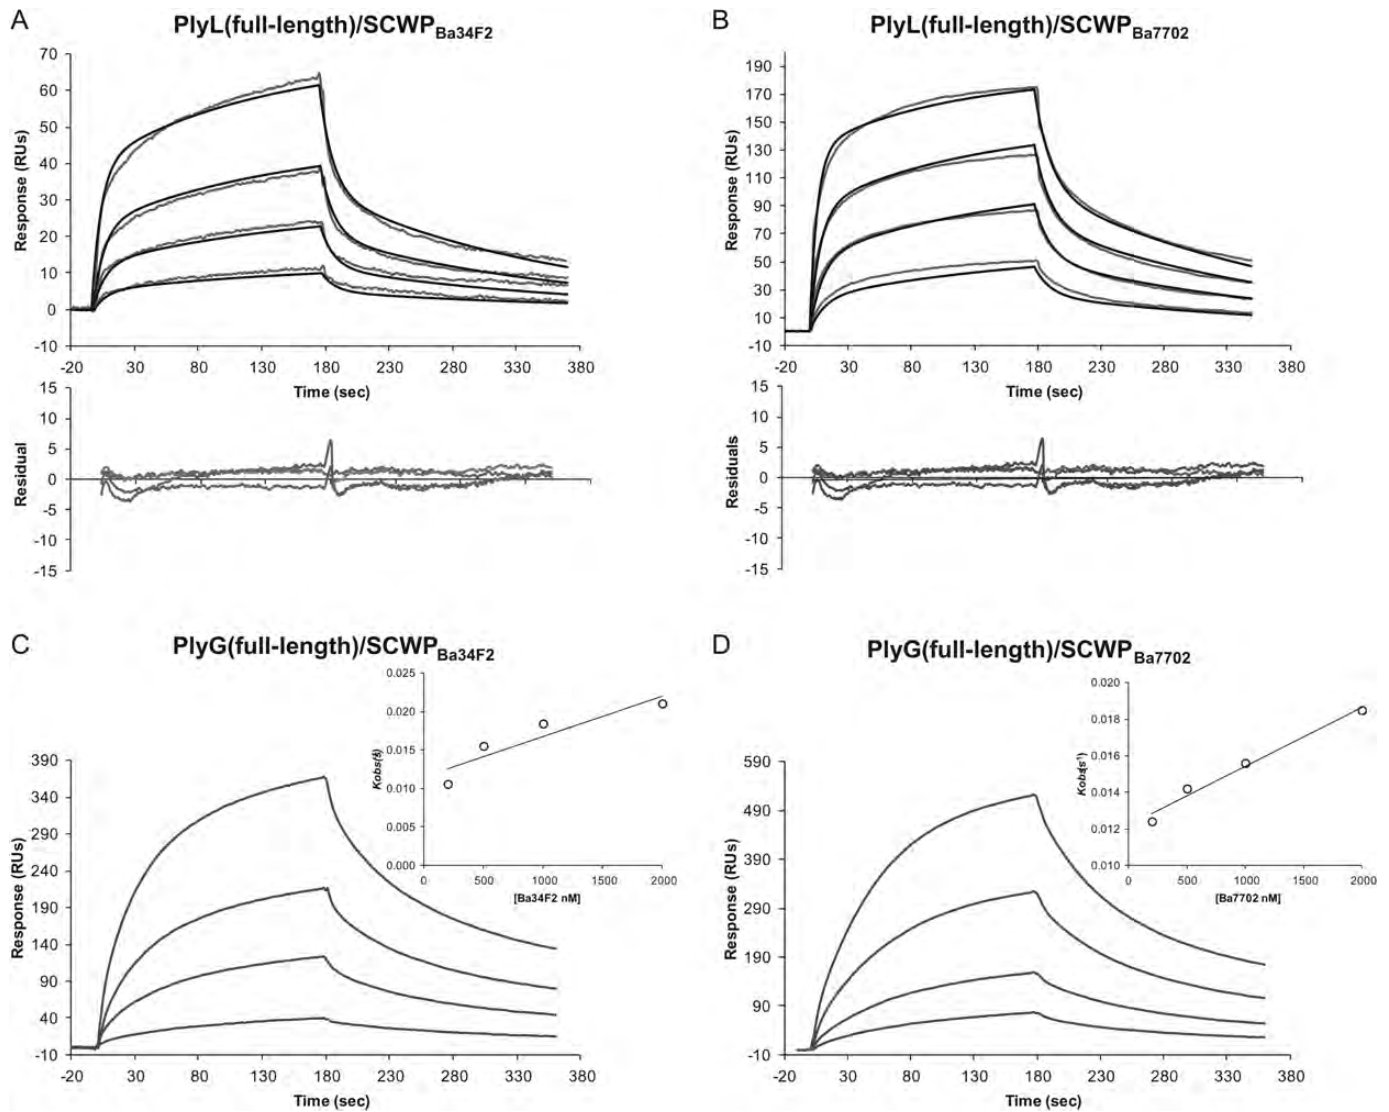 A
PlyL(full-length)/SCWPBa34F2
70
60
50
40
30
20
10
0
-10
Response (RUs)
-20 30 80 130 180 230 280 330 380
Time (sec)
15
10
5
0
-5
-10
-15
Residual
B
PlyL(full-length)/SCWPBa7702
190
170
150
130
110
90
70
50
30
10
-10
Response (RUs)
-20 30 80 130 180 230 280 330 380
Time (sec)
15
10
5
0
-5
-10
-15
Residuals
C
PlyG(full-length)/SCWPBa34F2
390
340
290
240
190
140
90
40
-10
Response (RUs)
-20 30 80 130 180 230 280 330 380
Time (sec)
0.025
0.020
0.015
0.010
0.005
0.000
0 500 1000 1500 2000
[Ba34F2 nM]
D
PlyG(full-length)/SCWPBa7702
590
490
390
290
190
90
-10
Response (RUs)
-20 30 80 130 180 230 280 330 380
Time (sec)
0.020
0.018
0.016
0.014
0.012
0.010
0 500 1000 1500 2000
[Ba7702 nM]